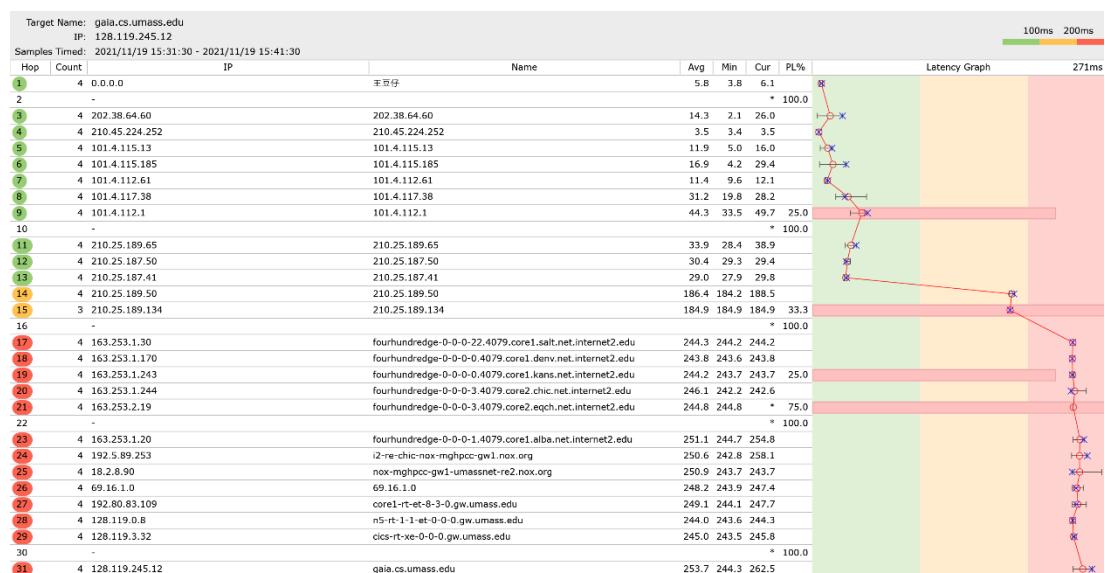 Target Name: gaia.cs.umass.edu
IP: 128.119.245.12
Samples Timed: 2021/11/19 15:31:30 - 2021/11/19 15:41:30
100ms 200ms
Hop Count IP Name Avg Min Cur PL% Latency Graph 271ms
1 4 0.0.0.0 王豆仔 5.8 3.8 6.1
2 - * 100.0
3 4 202.38.64.60 202.38.64.60 14.3 2.1 26.0
4 4 210.45.224.252 210.45.224.252 3.5 3.4 3.5
5 4 101.4.115.13 101.4.115.13 11.9 5.0 16.0
6 4 101.4.115.185 101.4.115.185 16.9 4.2 29.4
7 4 101.4.112.61 101.4.112.61 11.4 9.6 12.1
8 4 101.4.117.38 101.4.117.38 31.2 19.8 28.2
9 4 101.4.112.1 101.4.112.1 44.3 33.5 49.7 25.0
10 - * 100.0
11 4 210.25.189.65 210.25.189.65 33.9 28.4 38.9
12 4 210.25.187.50 210.25.187.50 30.4 29.3 29.4
13 4 210.25.187.41 210.25.187.41 29.0 27.9 29.8
14 4 210.25.189.50 210.25.189.50 186.4 184.2 188.5
15 3 210.25.189.134 210.25.189.134 184.9 184.9 184.9 33.3
16 - * 100.0
17 4 163.253.1.30 fourhundredge-0-0-0-22.4079.core1.salt.net.internet2.edu 244.3 244.2 244.2
18 4 163.253.1.170 fourhundredge-0-0-0-0.4079.core1.denv.net.internet2.edu 243.8 243.6 243.8
19 4 163.253.1.243 fourhundredge-0-0-0-0.4079.core1.kans.net.internet2.edu 244.2 243.7 243.7 25.0
20 4 163.253.1.244 fourhundredge-0-0-0-3.4079.core2.chic.net.internet2.edu 246.1 242.2 242.6
21 4 163.253.2.19 fourhundredge-0-0-0-3.4079.core2.eqch.net.internet2.edu 244.8 244.8 * 75.0
22 - * 100.0
23 4 163.253.1.20 fourhundredge-0-0-0-1.4079.core1.alba.net.internet2.edu 251.1 244.7 254.8
24 4 192.5.89.253 i2-re-chic-nox-mghpcc-gw1.nox.org 250.6 242.8 258.1
25 4 18.2.8.90 nox-mghpcc-gw1-umassnet-re2.nox.org 250.9 243.7 243.7
26 4 69.16.1.0 69.16.1.0 248.2 243.9 247.4
27 4 192.80.83.109 core1-rt-et-8-3-0.gw.umass.edu 249.1 244.1 247.7
28 4 128.119.0.8 n5-rt-1-1-et-0-0-0.gw.umass.edu 244.0 243.6 244.3
29 4 128.119.3.32 cics-rt-xe-0-0-0.gw.umass.edu 245.0 243.5 245.8
30 - * 100.0
31 4 128.119.245.12 gaia.cs.umass.edu 253.7 244.3 262.5